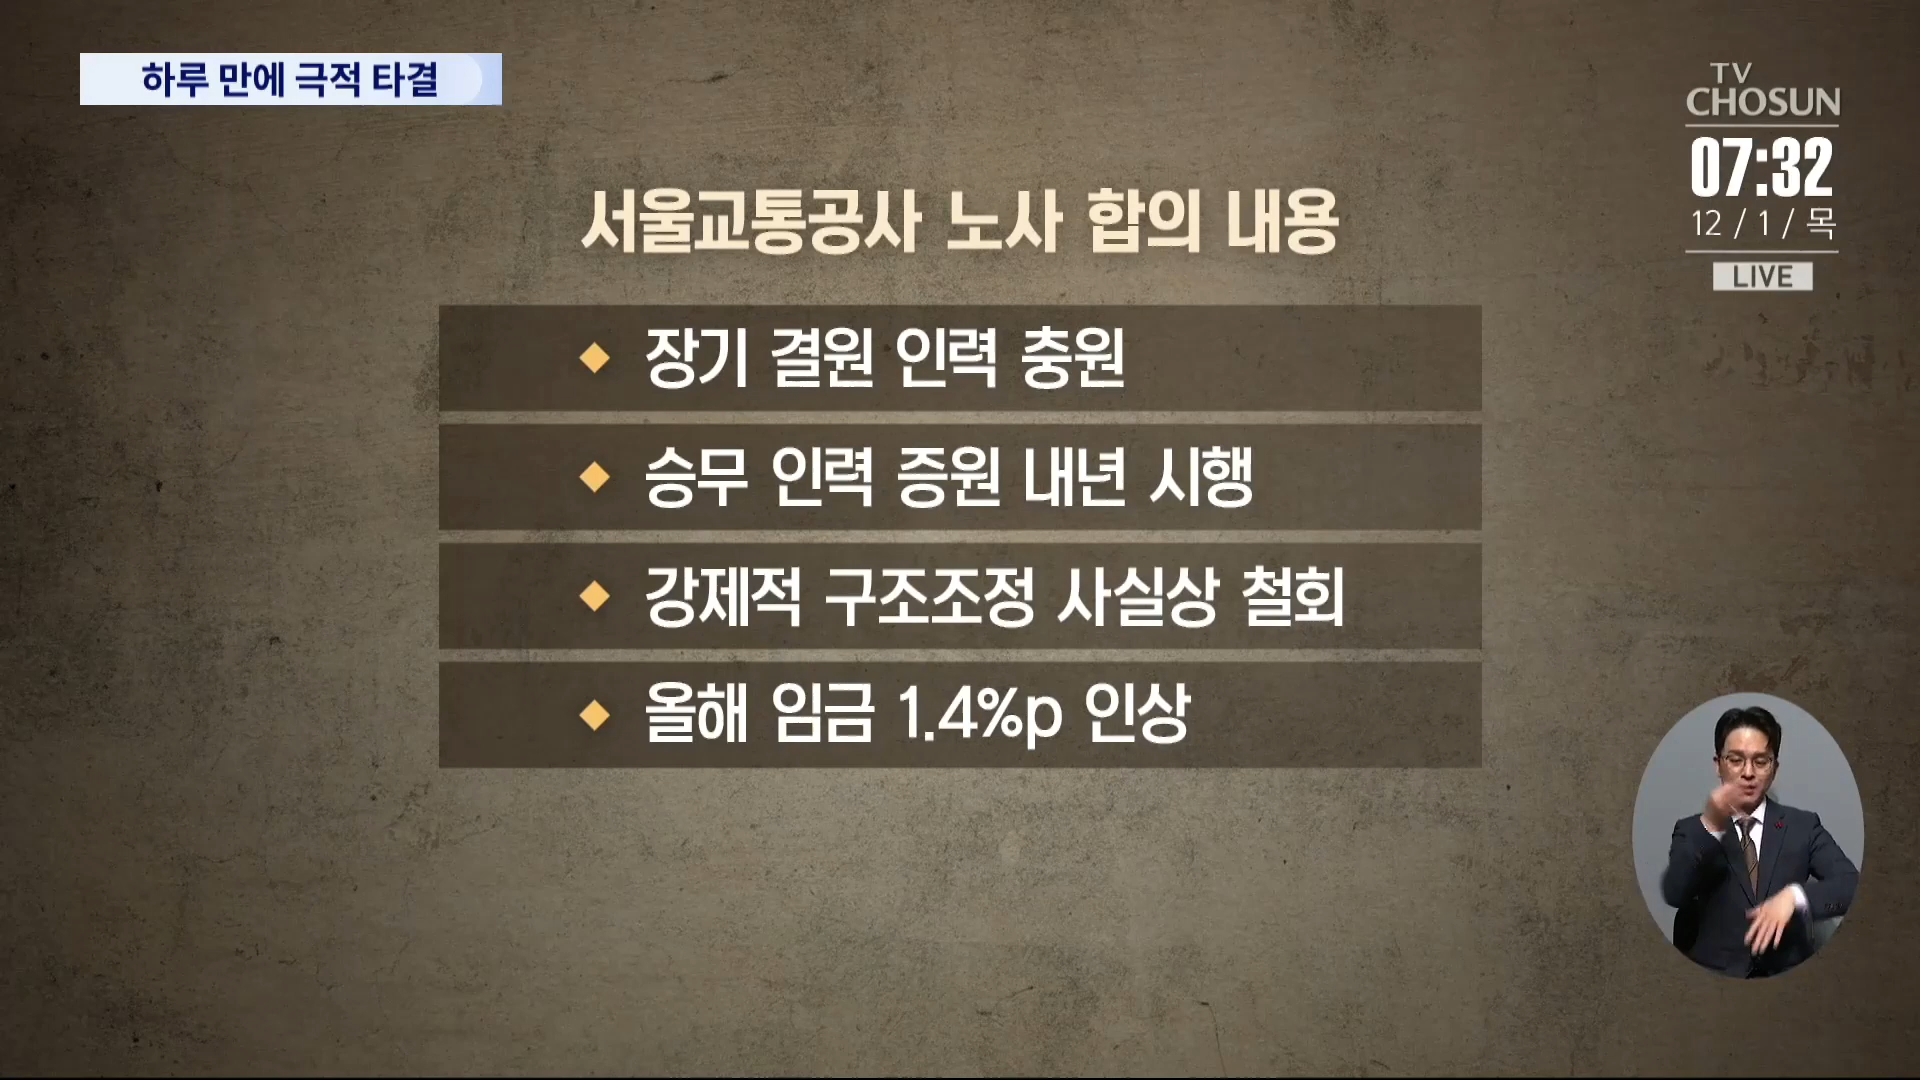 하루 만에 극적 타결
TV
CHOSUN
07:32
12 / 1 / 목
LIVE
서울교통공사 노사 합의 내용
◆ 장기 결원 인력 충원
◆ 승무 인력 증원 내년 시행
◆ 강제적 구조조정 사실상 철회
◆ 올해 임금 1.4%p 인상